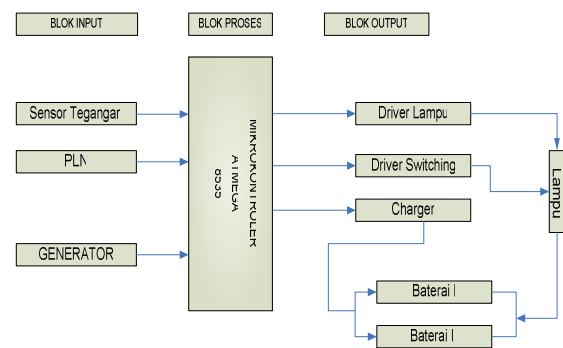 BLOK INPUT
BLOK PROSES
BLOK OUTPUT
Sensor Tegangar
PLN
GENERATOR
MIKROKONTROLER
ATMEGA
8535
Driver Lampu
Driver Switching
Charger
Lampu
Baterai I
Baterai I